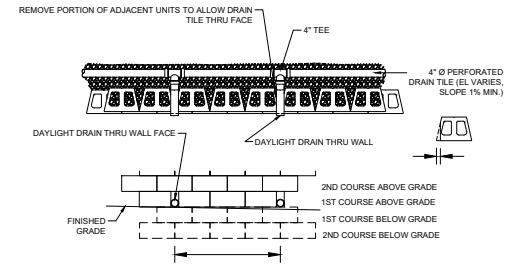 REMOVE PORTION OF ADJACENT UNITS TO ALLOW DRAIN
TILE THRU FACE
4" TEE
4" Ø PERFORATED
DRAIN TILE (EL VARIES,
SLOPE 1% MIN.)
DAYLIGHT DRAIN THRU WALL FACE
DAYLIGHT DRAIN THRU WALL
2ND COURSE ABOVE GRADE
1ST COURSE ABOVE GRADE
FINISHED
GRADE
1ST COURSE BELOW GRADE
2ND COURSE BELOW GRADE